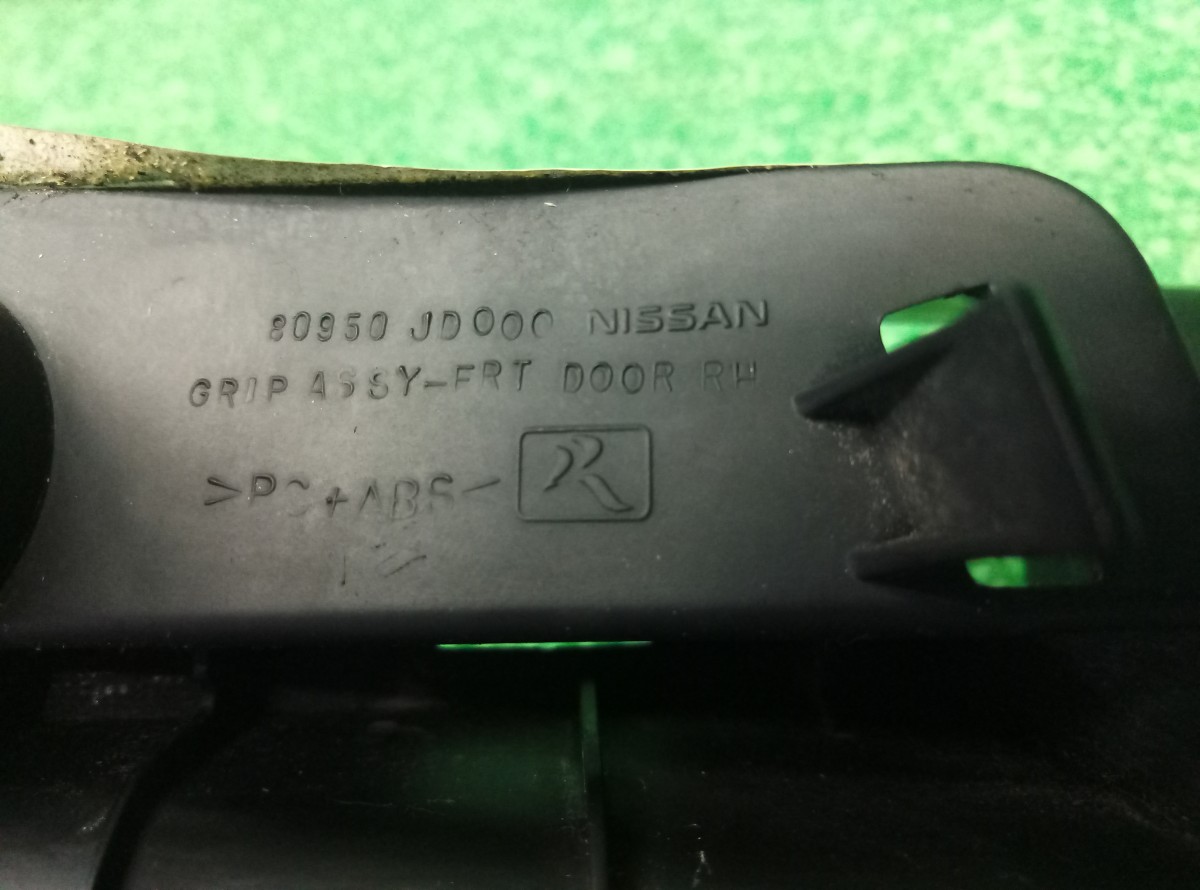 80950 JD000 NISSAN
GRIP ASSY-FRT DOOR RH
>PC+ABS<
R